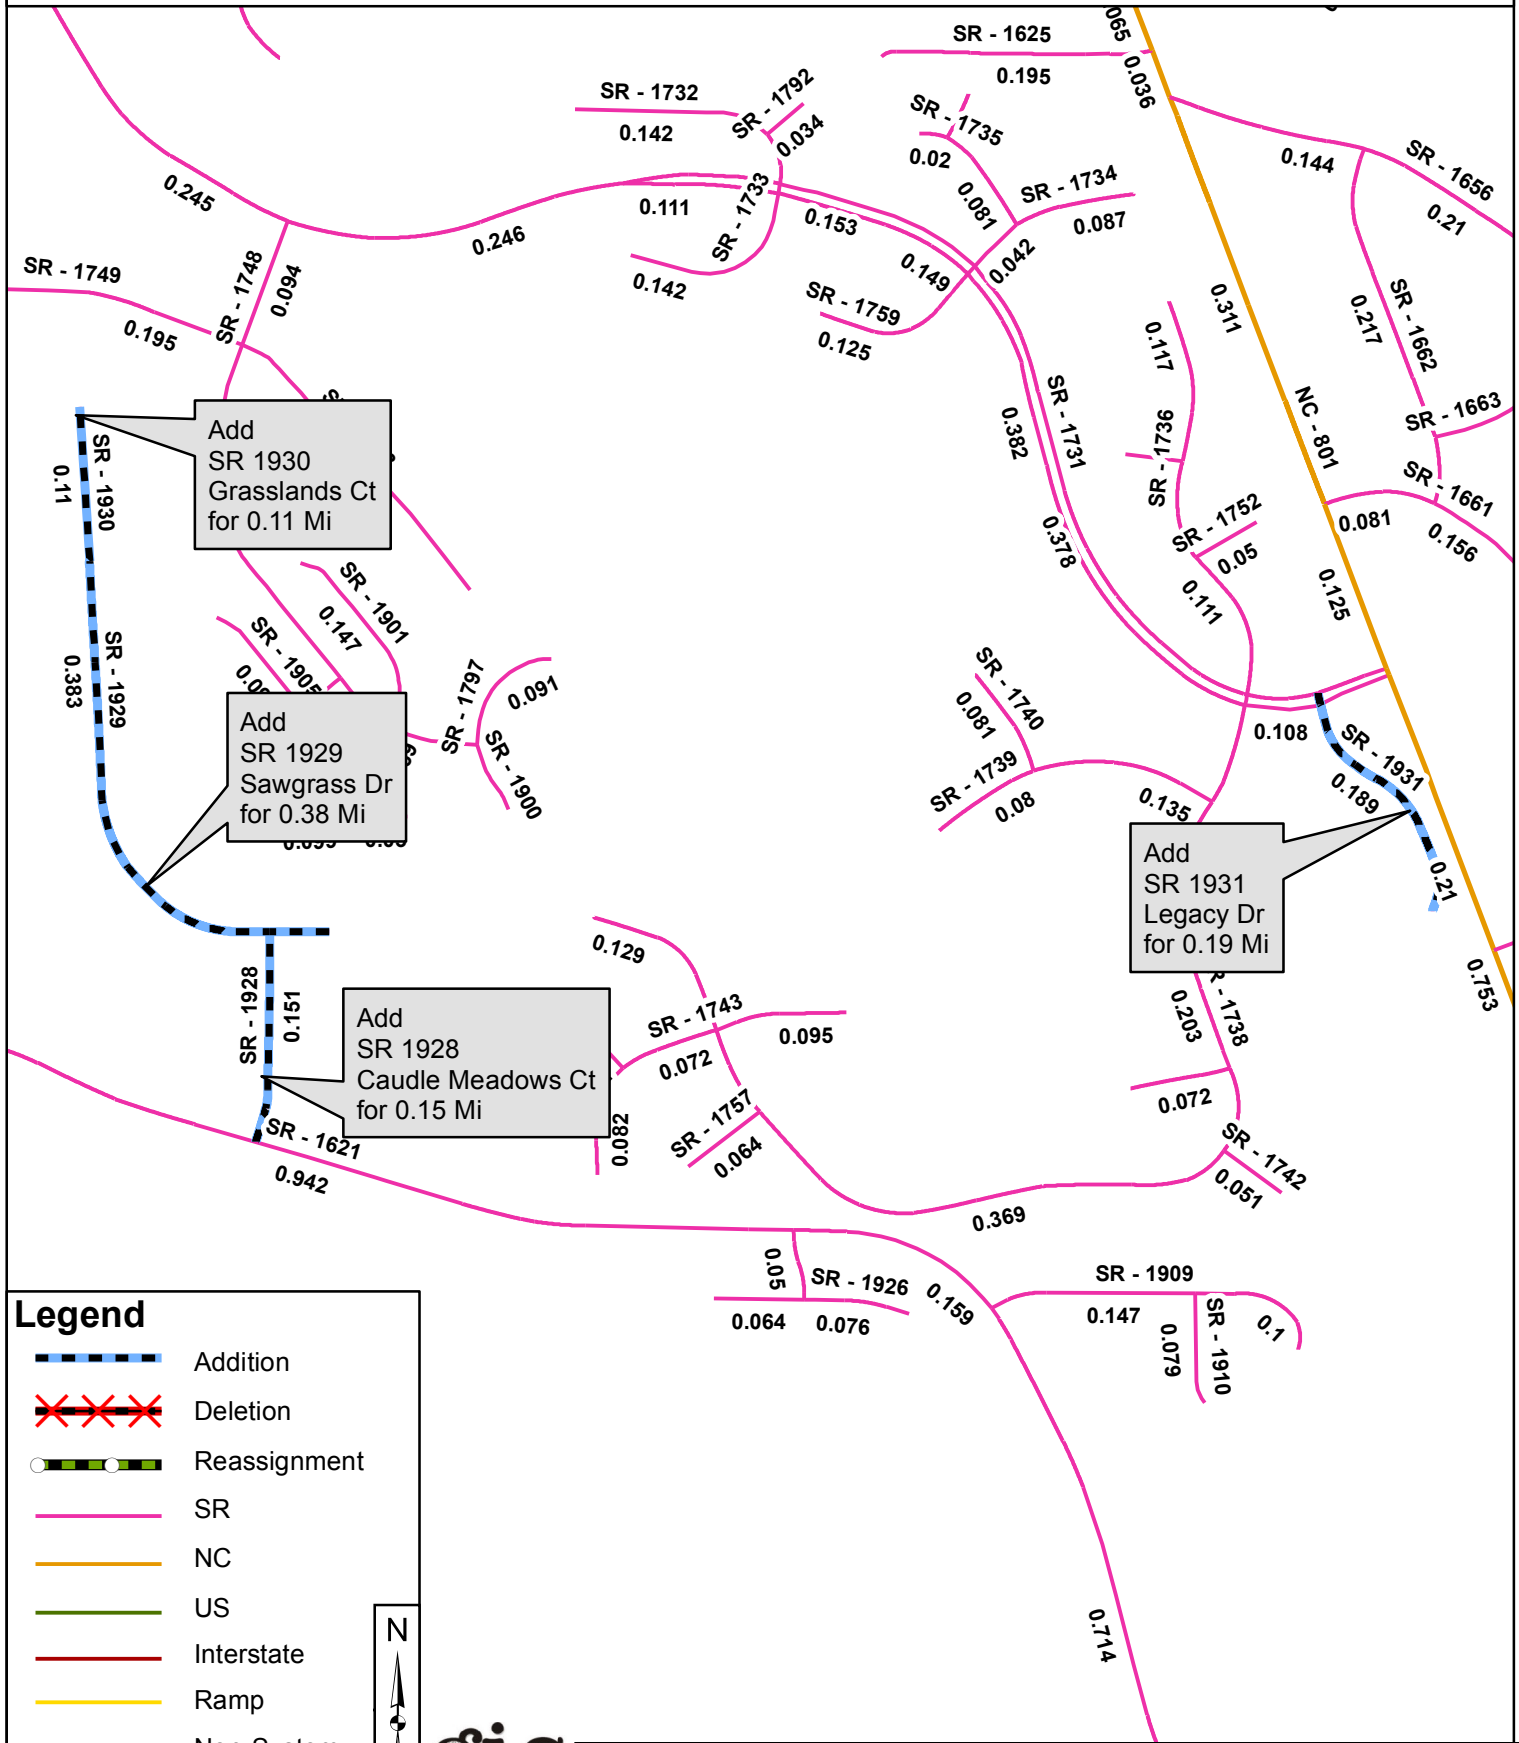 065
0.036
SR - 1625
0.195
SR - 1732
0.142
SR - 1792
0.034
SR - 1735
0.02
0.081
SR - 1734
0.087
0.144
SR - 1656
0.21
0.245
0.246
0.111
SR - 1733
0.153
0.142
0.149
0.042
SR - 1759
0.125
SR - 1749
0.195
SR - 1748
0.094
0.311
0.217
SR - 1662
SR - 1663
0.117
SR - 1736
SR - 1731
0.382
0.378
NC - 801
SR - 1661
0.081
0.156
SR - 1752
0.05
0.111
0.125
Add
SR 1930
Grasslands Ct
for 0.11 Mi
SR - 1930
0.11
SR - 1929
0.383
SR - 1901
0.147
SR - 1905
SR - 1797
0.091
SR - 1900
Add
SR 1929
Sawgrass Dr
for 0.38 Mi
SR - 1740
0.081
SR - 1739
0.08
0.135
0.108
SR - 1931
0.189
0.21
Add
SR 1931
Legacy Dr
for 0.19 Mi
0.753
SR - 1928
0.151
Add
SR 1928
Caudle Meadows Ct
for 0.15 Mi
0.129
SR - 1743
0.072
0.095
0.082
SR - 1757
0.064
0.203
R - 1738
0.072
SR - 1742
0.051
SR - 1621
0.942
0.369
0.05
SR - 1926
0.064
0.076
0.159
SR - 1909
0.147
0.1
0.079
SR - 1910
0.714
Legend
Addition
Deletion
Reassignment
SR
NC
US
Interstate
Ramp
N